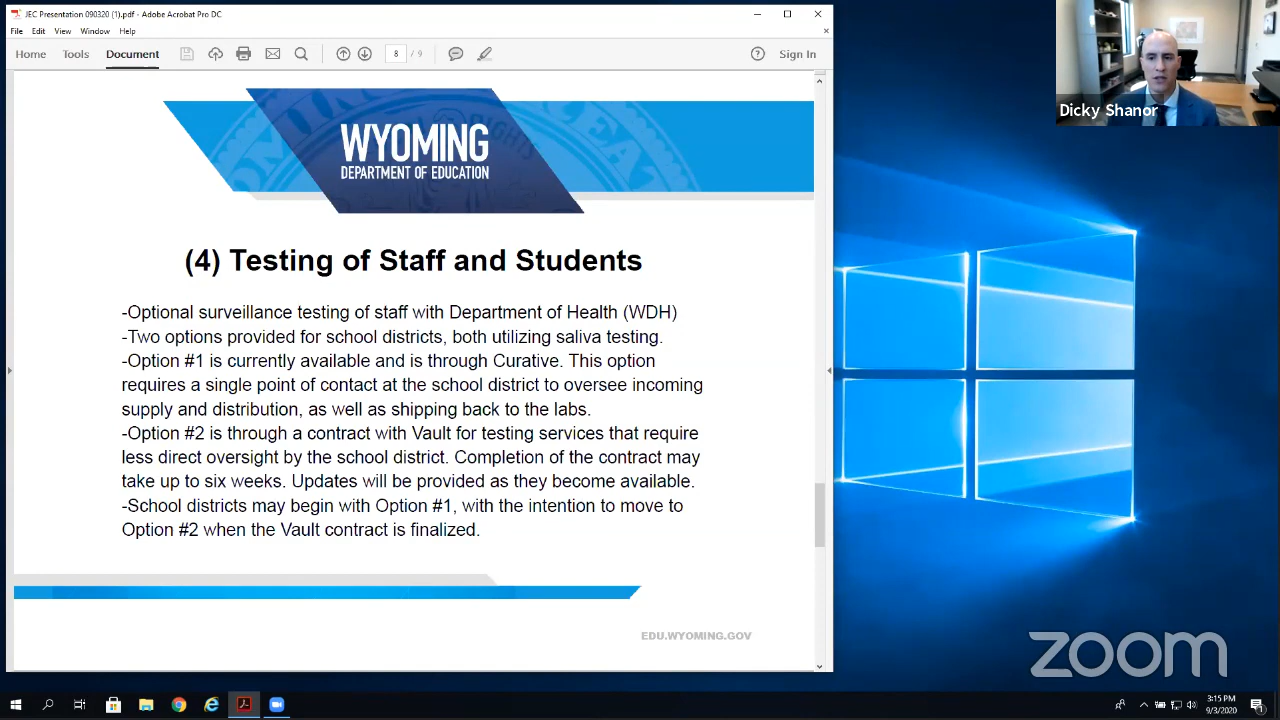 JEC Presentation 090320 (1).pdf - Adobe Acrobat Pro DC
File Edit View Window Help
Home Tools Document 8 / 9 Sign In
WYOMING
DEPARTMENT OF EDUCATION
(4) Testing of Staff and Students
-Optional surveillance testing of staff with Department of Health (WDH)
-Two options provided for school districts, both utilizing saliva testing.
-Option #1 is currently available and is through Curative. This option
requires a single point of contact at the school district to oversee incoming
supply and distribution, as well as shipping back to the labs.
-Option #2 is through a contract with Vault for testing services that require
less direct oversight by the school district. Completion of the contract may
take up to six weeks. Updates will be provided as they become available.
-School districts may begin with Option #1, with the intention to move to
Option #2 when the Vault contract is finalized.
EDU.WYOMING.GOV
Dicky Shanor
zoom
3:15 PM
9/3/2020